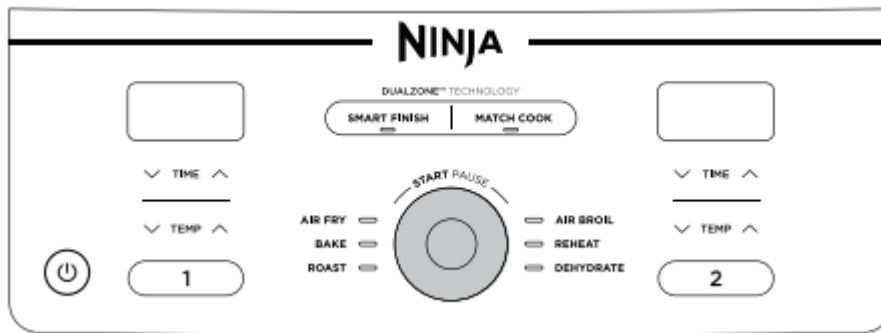 NINJA
DUALZONE™ TECHNOLOGY
SMART FINISH
MATCH COOK
TIME
TEMP
1
START PAUSE
AIR FRY
BAKE
ROAST
AIR BROIL
REHEAT
DEHYDRATE
TIME
TEMP
2